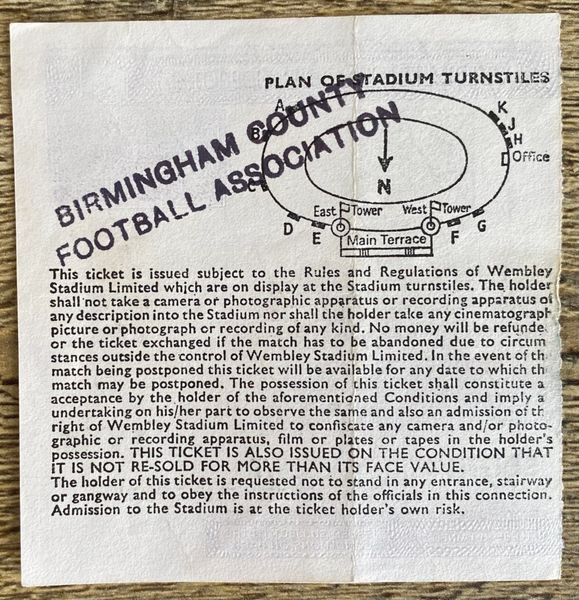 PLAN OF STADIUM TURNSTILES
BIRMINGHAM COUNTY
FOOTBALL ASSOCIATION
A
B
C
K
J
H
Office
N
East Tower
West Tower
D
E
Main Terrace
F
G
This ticket is issued subject to the Rules and Regulations of Wembley
Stadium Limited which are on display at the Stadium turnstiles. The holder
shall not take a camera or photographic apparatus or recording apparatus of
any description into the Stadium nor shall the holder take any cinematograph
picture or photograph or recording of any kind. No money will be refunde
or the ticket exchanged if the match has to be abandoned due to circum
stances outside the control of Wembley Stadium Limited. In the event of th
match being postponed this ticket will be available for any date to which th
match may be postponed. The possession of this ticket shall constitute a
acceptance by the holder of the aforementioned Conditions and imply a
undertaking on his/her part to observe the same and also an admission of th
right of Wembley Stadium Limited to confiscate any camera and/or photo-
graphic or recording apparatus, film or plates or tapes in the holder's
possession. THIS TICKET IS ALSO ISSUED ON THE CONDITION THAT
IT IS NOT RE-SOLD FOR MORE THAN ITS FACE VALUE.
The holder of this ticket is requested not to stand in any entrance, stairway
or gangway and to obey the instructions of the officials in this connection.
Admission to the Stadium is at the ticket holder's own risk.